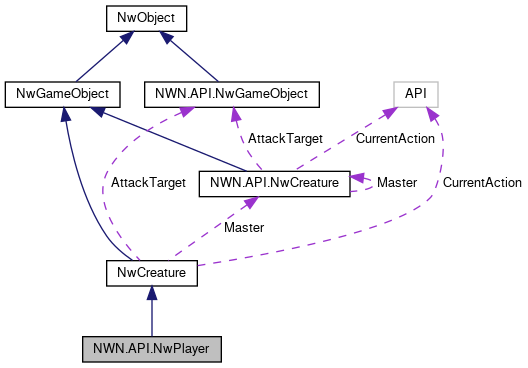 NwObject
NwGameObject
NWN.API.NwGameObject
API
AttackTarget
CurrentAction
AttackTarget
NWN.API.NwCreature
Master
CurrentAction
Master
NwCreature
NWN.API.NwPlayer